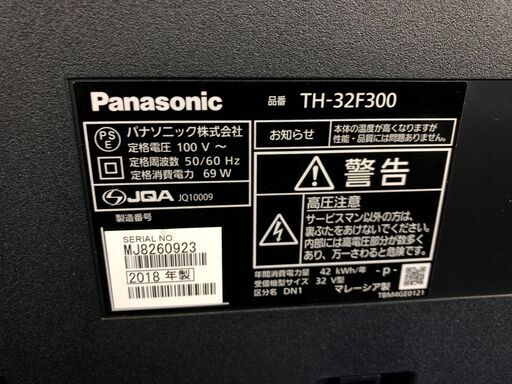 Panasonic
品番 TH-32F300
PS
E
パナソニック株式会社
定格電圧 100 V ～
定格周波数 50/60 Hz
定格消費電力 69 W
お知らせ
本体の温度が高くなりますが
性能・品質には問題ありません。
JQA JQ10009
製造番号
SERIAL NO.
MJ8260923
2018 年製
警告
高圧注意
サービスマン以外の方は、
裏ぶたをあけないでください。
内部には高電圧部分が数多く
あり、万一さわると危険です。
年間消費電力量 42 kWh/年
受信機型サイズ 32 V型
区分名 DN1
-p-
マレーシア製
TBM4GE0121